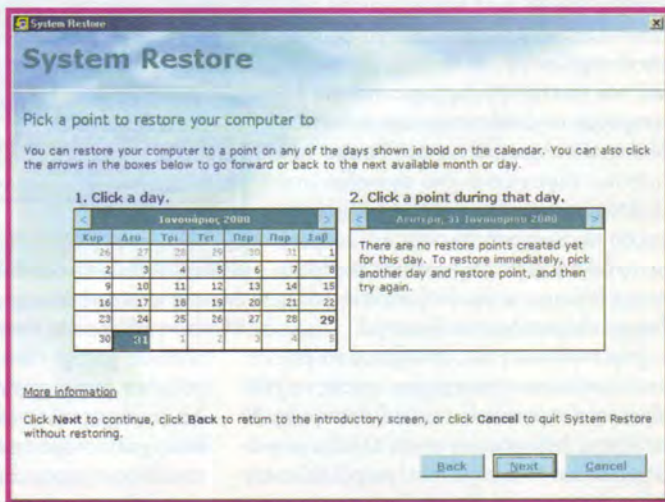 System Restore
System Restore
Pick a point to restore your computer to
You can restore your computer to a point on any of the days shown in bold on the calendar. You can also click
the arrows in the boxes below to go forward or back to the next available month or day.
1. Click a day.
< Ιανουάριος 2000 >
Κυρ Δευ Τρι Τετ Πεμ Παρ Σαβ
26 27 28 29 30 31 1
2 3 4 5 6 7 8
9 10 11 12 13 14 15
16 17 18 19 20 21 22
23 24 25 26 27 28 29
30 31 1 2 3 4 5
2. Click a point during that day.
< Δευτέρα, 31 Ιανουαρίου 2000 >
There are no restore points created yet
for this day. To restore immediately, pick
another day and restore point, and then
try again.
More information
Click Next to continue, click Back to return to the introductory screen, or click Cancel to quit System Restore
without restoring.
Back Next Cancel